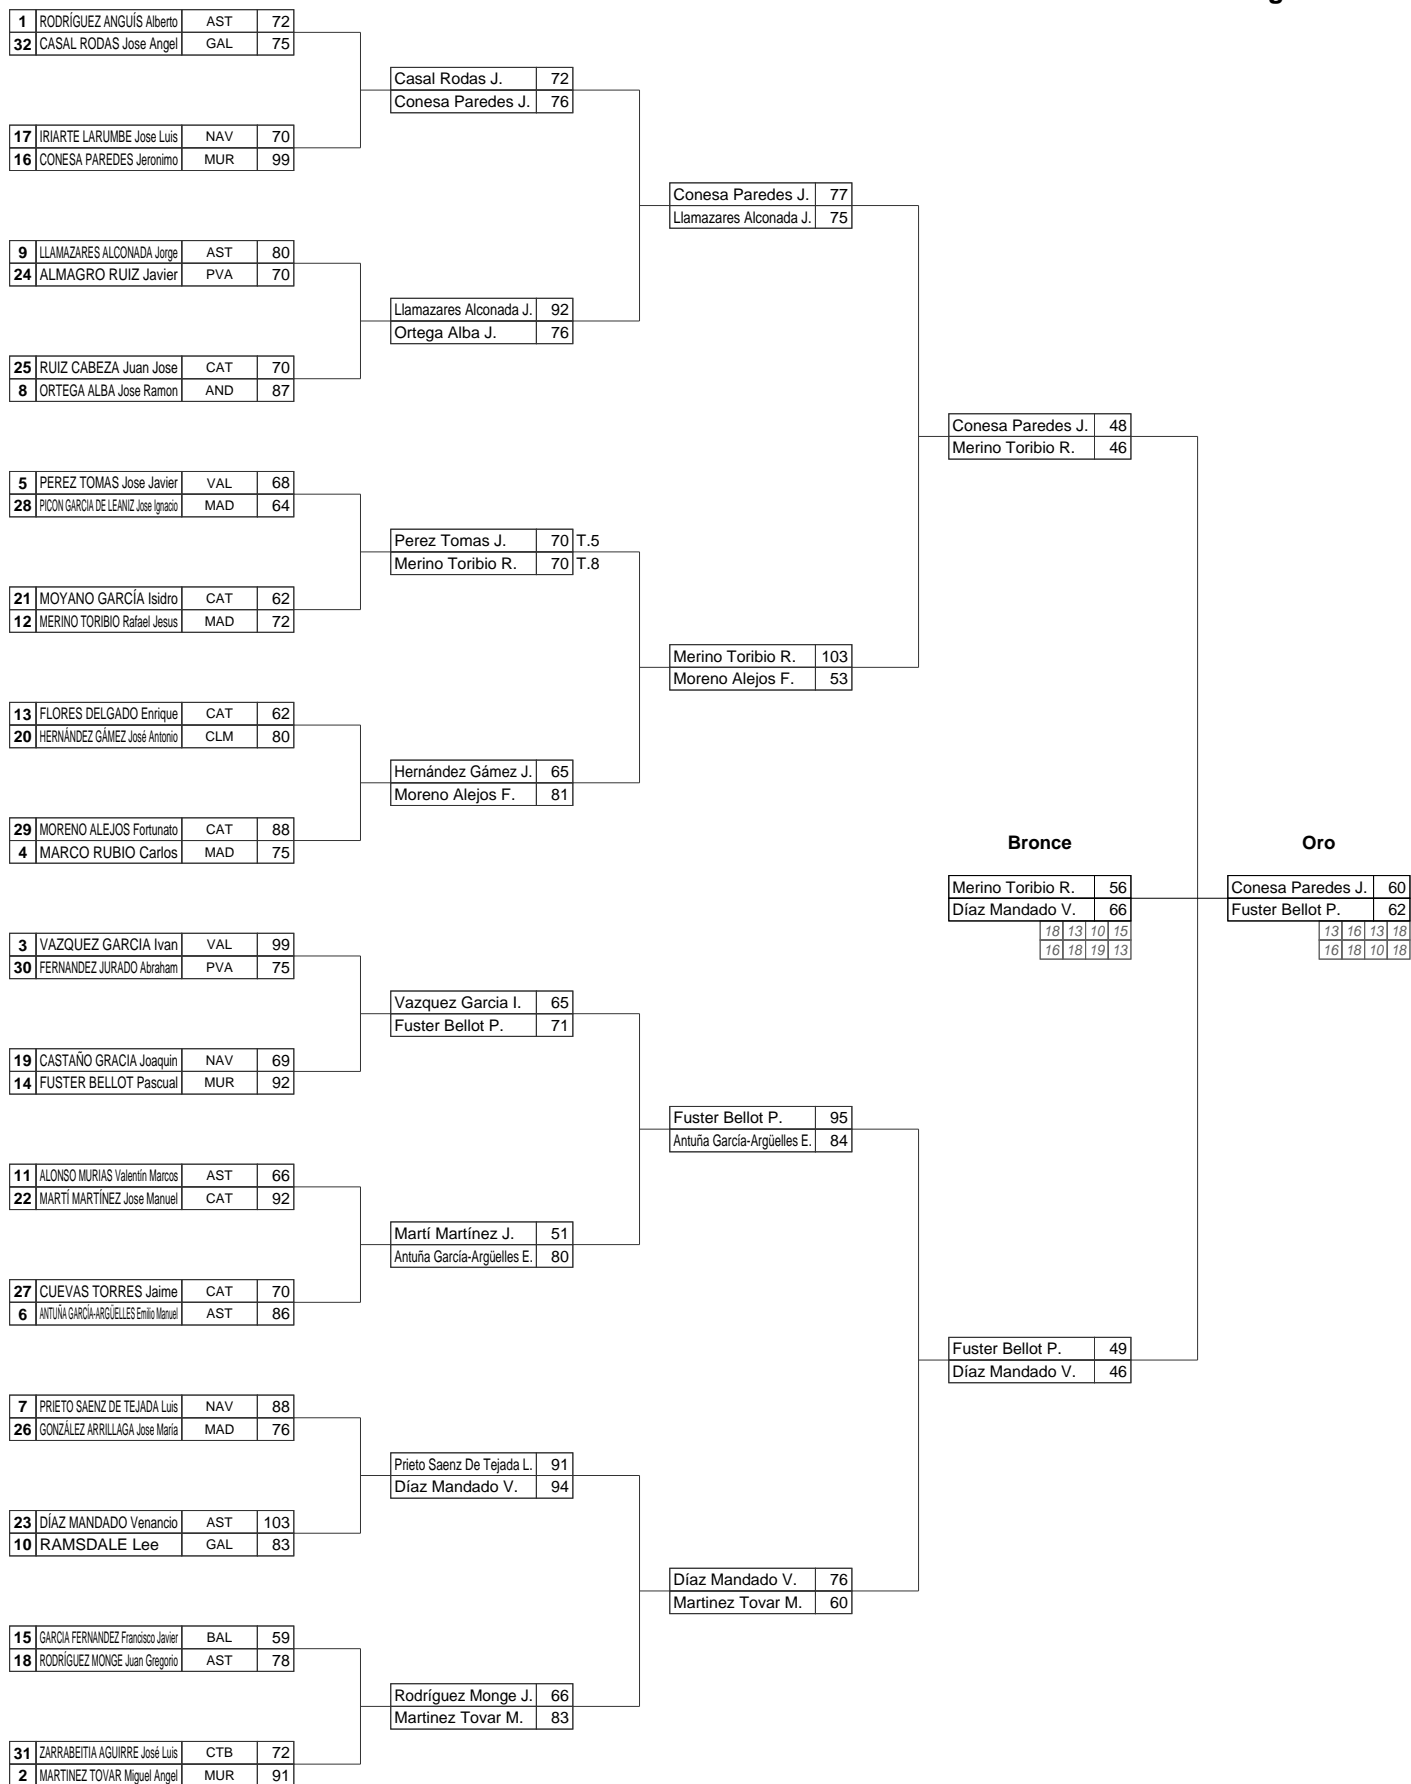 1 RODRÍGUEZ ANGUÍS Alberto AST 72
32 CASAL RODAS Jose Angel GAL 75
Casal Rodas J. 72
Conesa Paredes J. 76
17 IRIARTE LARUMBE Jose Luis NAV 70
16 CONESA PAREDES Jeronimo MUR 99
Conesa Paredes J. 77
Llamazares Alconada J. 75
9 LLAMAZARES ALCONADA Jorge AST 80
24 ALMAGRO RUIZ Javier PVA 70
Llamazares Alconada J. 92
Ortega Alba J. 76
25 RUIZ CABEZA Juan Jose CAT 70
8 ORTEGA ALBA Jose Ramon AND 87
Conesa Paredes J. 48
Merino Toribio R. 46
5 PEREZ TOMAS Jose Javier VAL 68
28 PICON GARCIA DE LEANIZ Jose Ignacio MAD 64
Perez Tomas J. 70 T.5
Merino Toribio R. 70 T.8
21 MOYANO GARCÍA Isidro CAT 62
12 MERINO TORIBIO Rafael Jesus MAD 72
Merino Toribio R. 103
Moreno Alejos F. 53
13 FLORES DELGADO Enrique CAT 62
20 HERNÁNDEZ GÁMEZ José Antonio CLM 80
Hernández Gámez J. 65
Moreno Alejos F. 81
29 MORENO ALEJOS Fortunato CAT 88
4 MARCO RUBIO Carlos MAD 75
Bronce Oro
Merino Toribio R. 56 Conesa Paredes J. 60
Díaz Mandado V. 66 Fuster Bellot P. 62
18 13 10 15 13 16 13 18
16 18 19 13 16 18 10 18
3 VAZQUEZ GARCIA Ivan VAL 99
30 FERNANDEZ JURADO Abraham PVA 75
Vazquez Garcia I. 65
Fuster Bellot P. 71
19 CASTAÑO GRACIA Joaquin NAV 69
14 FUSTER BELLOT Pascual MUR 92
Fuster Bellot P. 95
Antuña García-Argüelles E. 84
11 ALONSO MURIAS Valentín Marcos AST 66
22 MARTÍ MARTÍNEZ Jose Manuel CAT 92
Martí Martínez J. 51
Antuña García-Argüelles E. 80
27 CUEVAS TORRES Jaime CAT 70
6 ANTUÑA GARCÍA-ARGÜELLES Emilio Manuel AST 86
Fuster Bellot P. 49
Díaz Mandado V. 46
7 PRIETO SAENZ DE TEJADA Luis NAV 88
26 GONZÁLEZ ARRILLAGA Jose María MAD 76
Prieto Saenz De Tejada L. 91
Díaz Mandado V. 94
23 DÍAZ MANDADO Venancio AST 103
10 RAMSDALE Lee GAL 83
Díaz Mandado V. 76
Martinez Tovar M. 60
15 GARCIA FERNANDEZ Francisco Javier BAL 59
18 RODRÍGUEZ MONGE Juan Gregorio AST 78
Rodríguez Monge J. 66
Martinez Tovar M. 83
31 ZARRABEITIA AGUIRRE José Luis CTB 72
2 MARTINEZ TOVAR Miguel Angel MUR 91